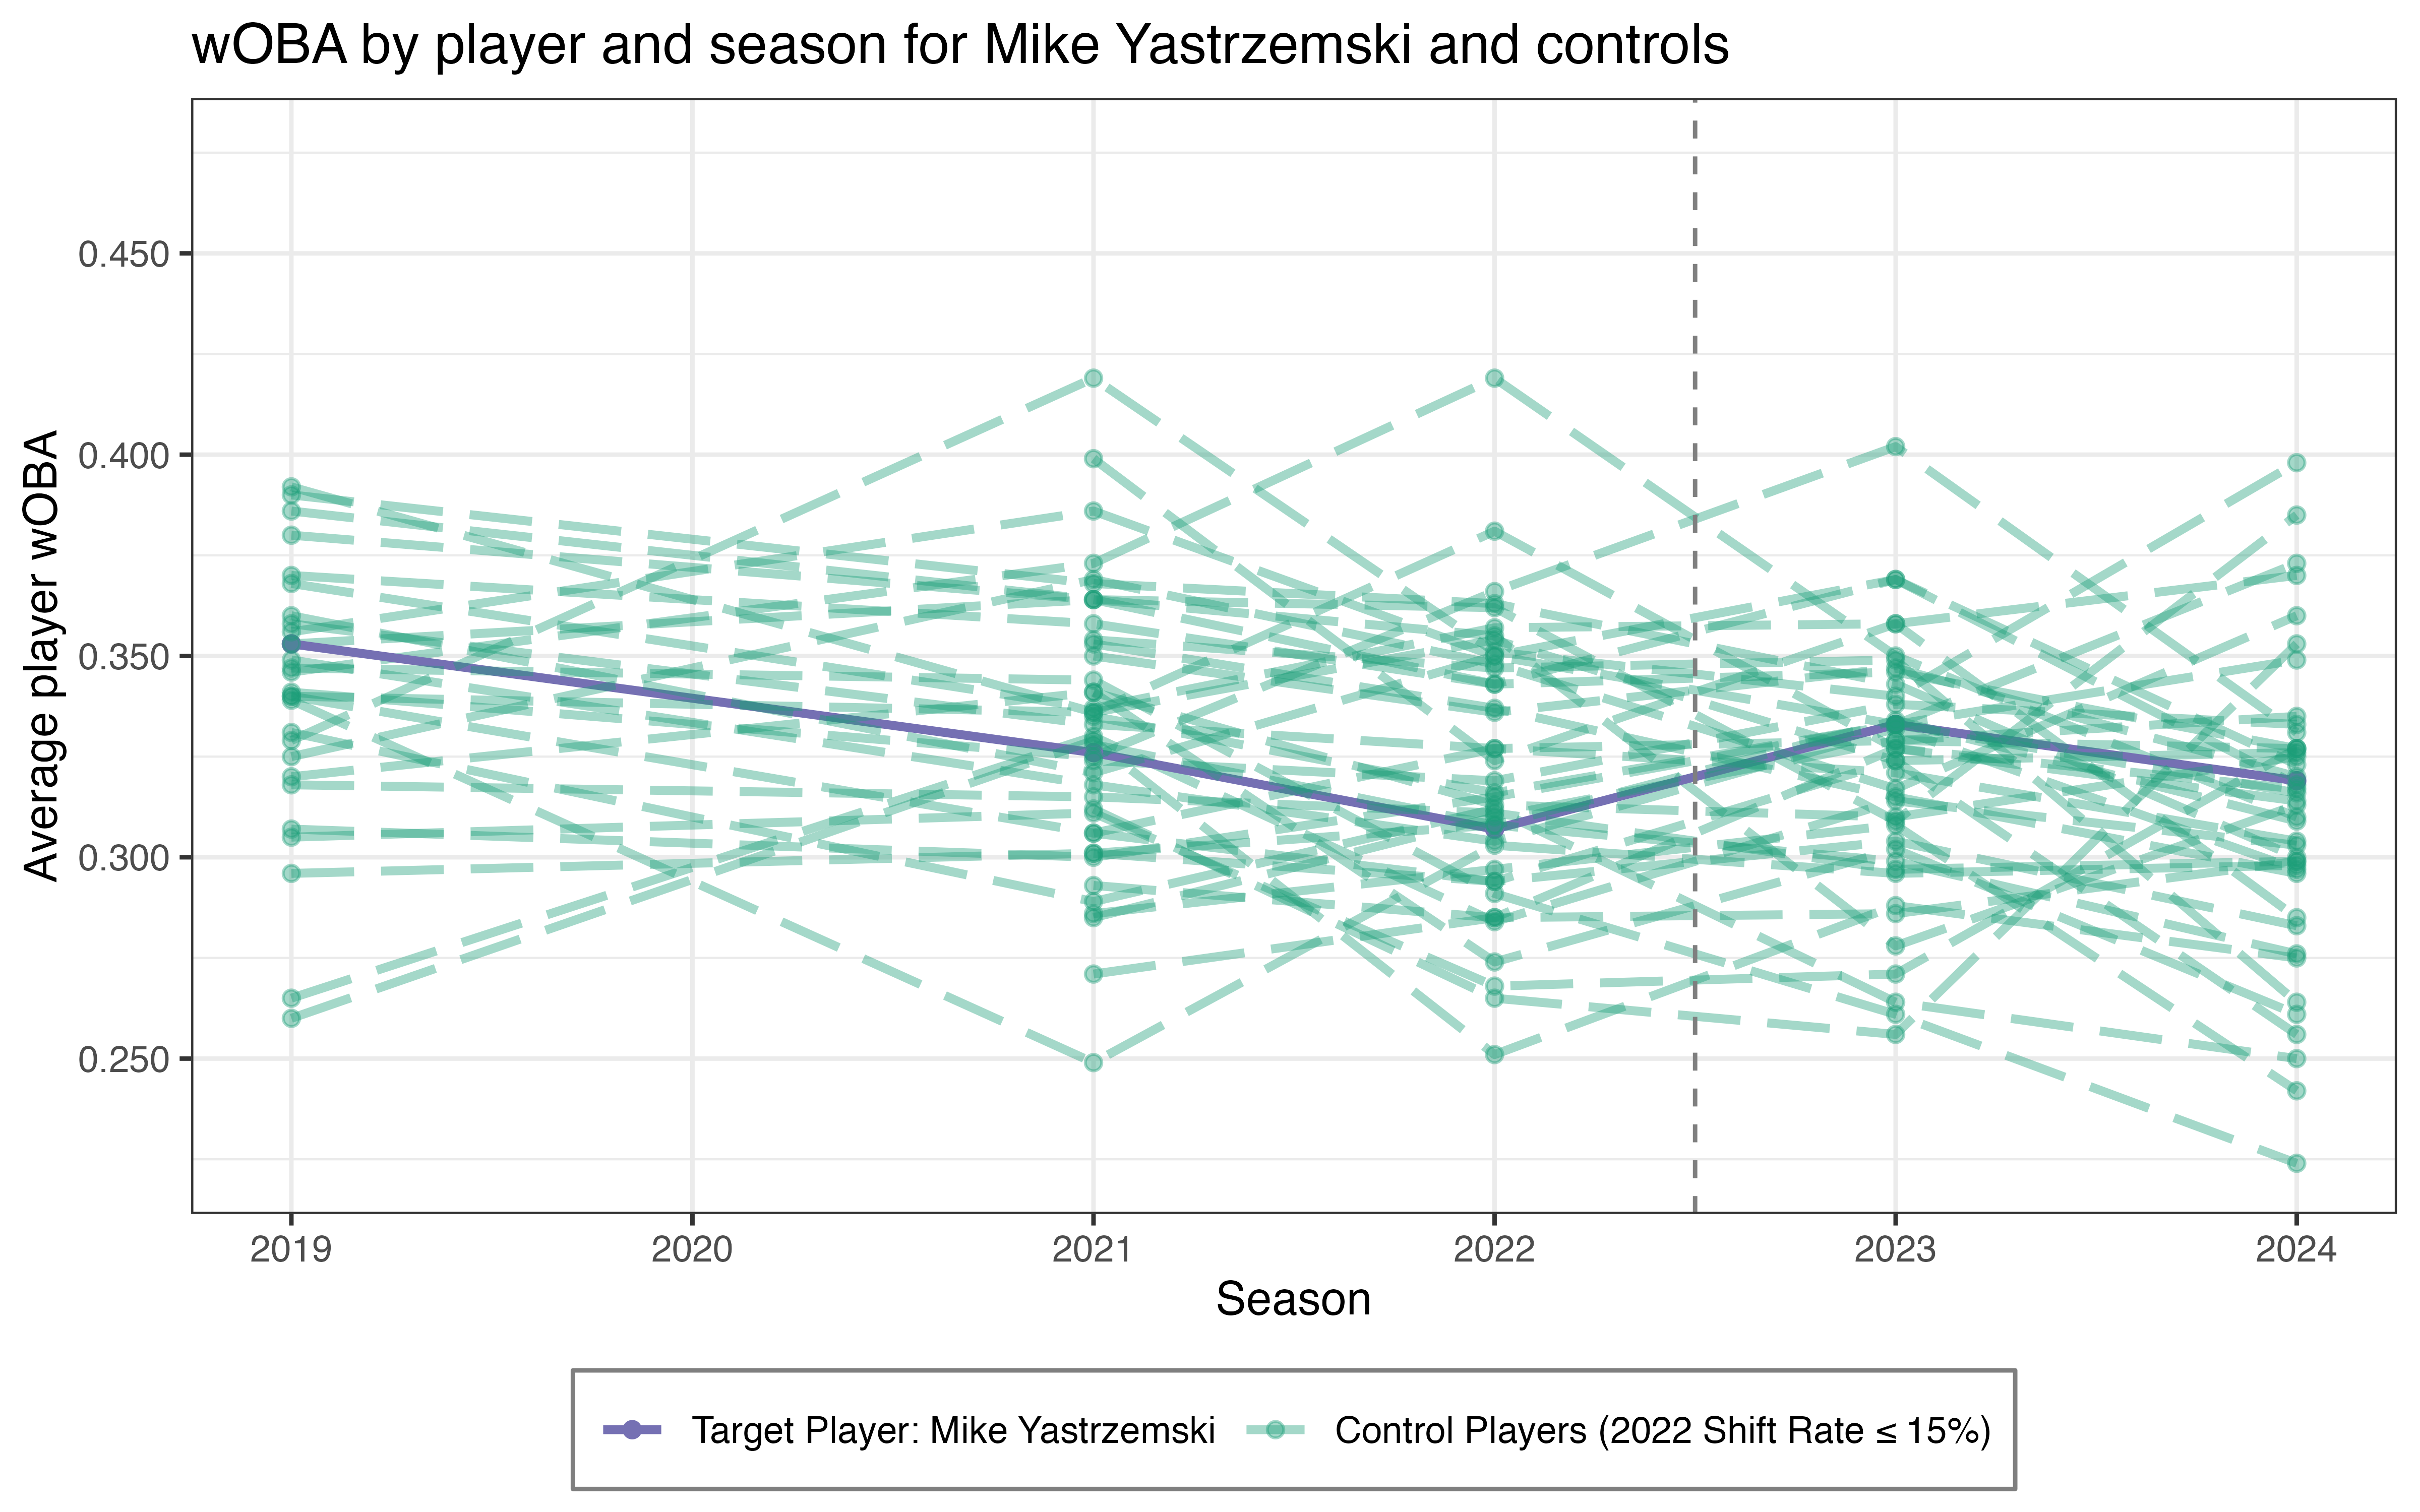 wOBA by player and season for Mike Yastrzemski and controls
Average player wOBA
0.450
0.400
0.350
0.300
0.250
2019 2020 2021 2022 2023 2024
Season
Target Player: Mike Yastrzemski Control Players (2022 Shift Rate ≤ 15%)